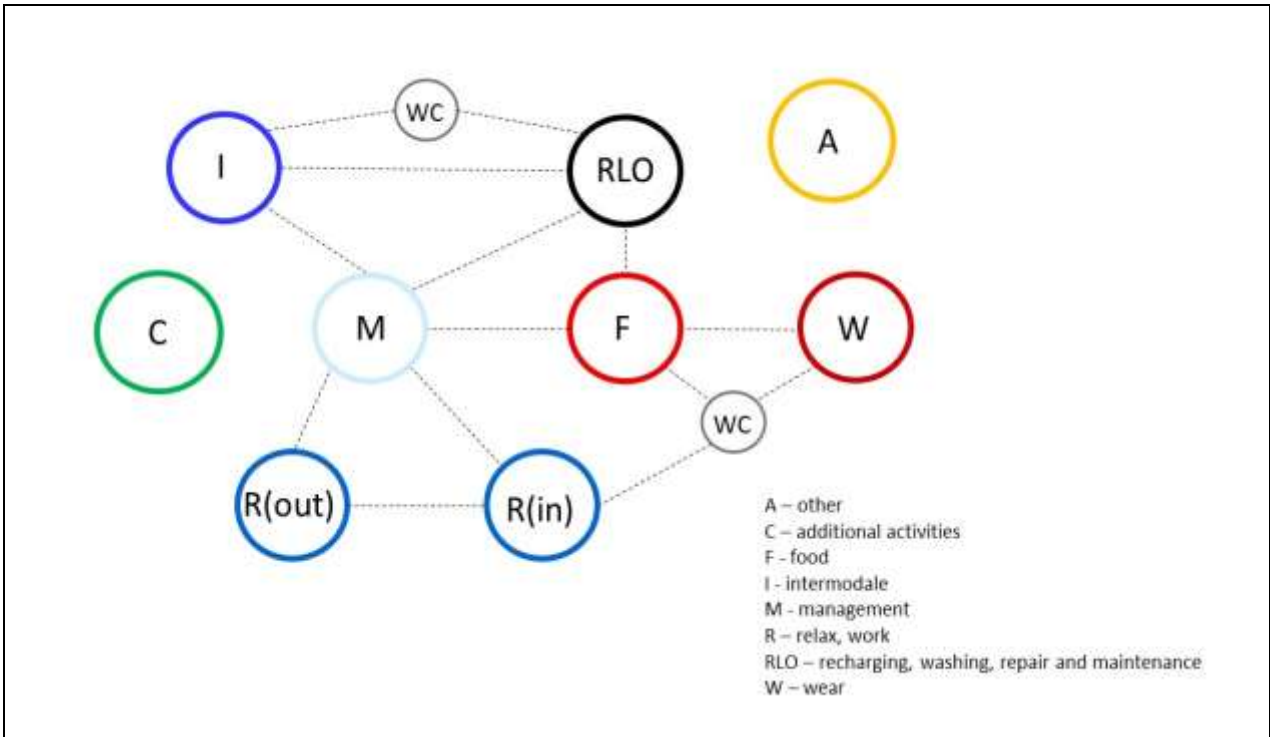 WC
I
RLO
A
C
M
F
W
WC
R(out)
R(in)
A – other
C – additional activities
F - food
I - intermodale
M - management
R – relax, work
RLO – recharging, washing, repair and maintenance
W – wear